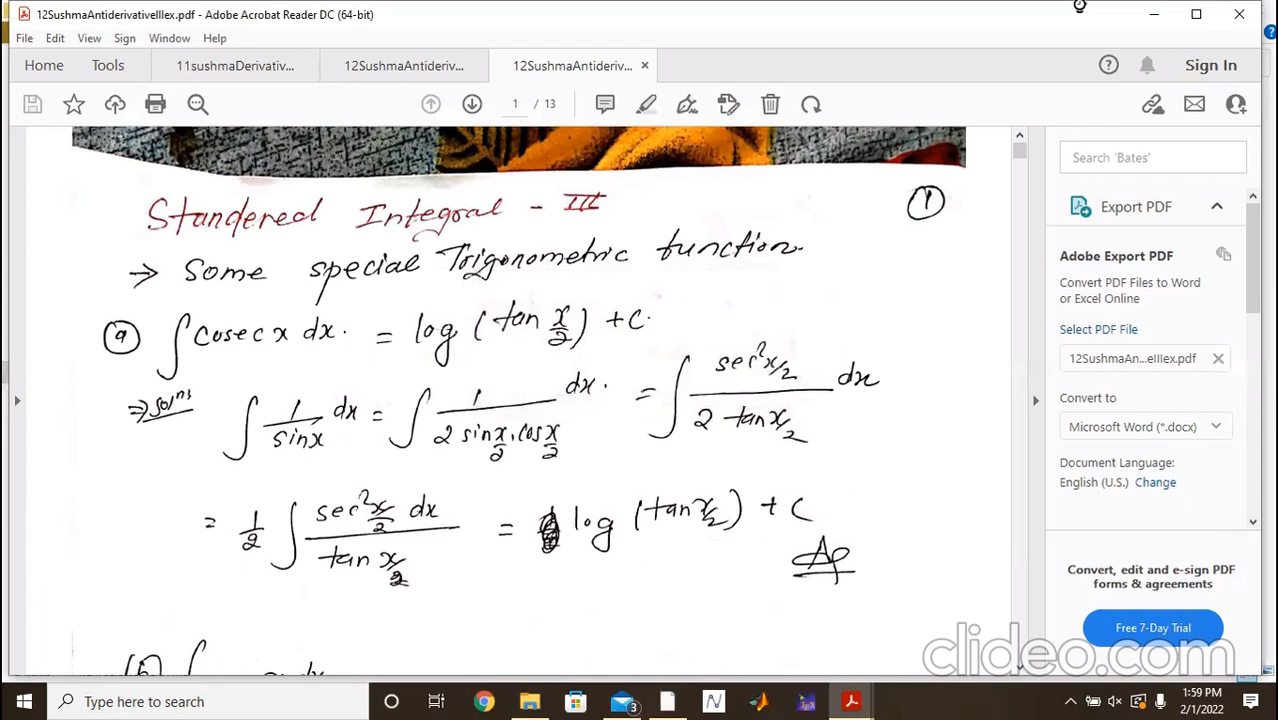 12SushmaAntiderivativeIIIex.pdf - Adobe Acrobat Reader DC (64-bit)
File Edit View Sign Window Help
Home Tools 11sushmaDerivativ... 12SushmaAntideriv... 12SushmaAntideriv... ×
1 / 13
Sign In
Standered Integral - III
①
→ Some special Trigonometric function.
ⓐ ∫ cosec x dx. = log (tan x/2) + c.
⇒ Solns ∫ 1/sinx dx = ∫ 1/(2 sin x/2 . cos x/2) dx. = ∫ sec²x/2 / (2 tan x/2) dx
= 1/2 ∫ sec²x/2 dx / tan x/2 = log (tan x/2) + c
(b) ∫
Search 'Bates'
Export PDF
Adobe Export PDF
Convert PDF Files to Word
or Excel Online
Select PDF File
12SushmaAn...eIIIex.pdf ×
Convert to
Microsoft Word (*.docx)
Document Language:
English (U.S.) Change
Convert, edit and e-sign PDF
forms & agreements
Free 7-Day Trial
clideo.com
Type here to search
3
1:59 PM
2/1/2022